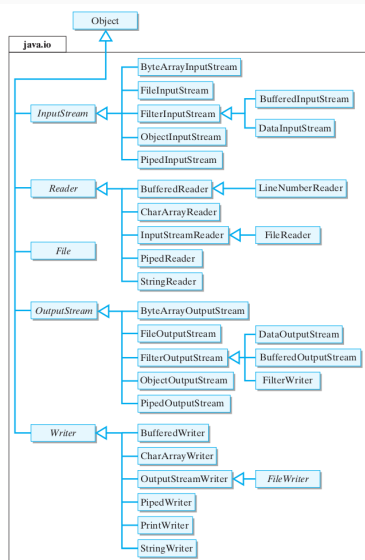 Object
java.io
ByteArrayInputStream
FileInputStream
InputStream
FilterInputStream
BufferedInputStream
DataInputStream
ObjectInputStream
PipedInputStream
Reader
BufferedReader
LineNumberReader
CharArrayReader
InputStreamReader
FileReader
File
PipedReader
StringReader
OutputStream
ByteArrayOutputStream
FileOutputStream
FilterOutputStream
DataOutputStream
BufferedOutputStream
FilterWriter
ObjectOutputStream
PipedOutputStream
Writer
BufferedWriter
CharArrayWriter
OutputStreamWriter
FileWriter
PipedWriter
PrintWriter
StringWriter